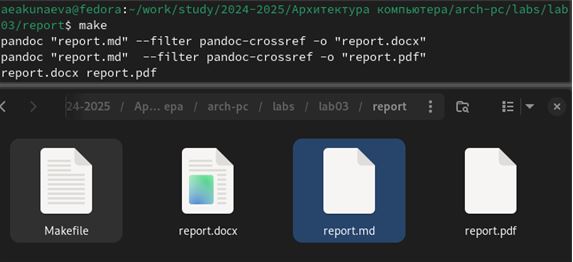 aeakunaeva@fedora:~/work/study/2024-2025/Архитектура компьютера/arch-pc/labs/lab
03/report$ make
pandoc "report.md" --filter pandoc-crossref -o "report.docx"
pandoc "report.md"  --filter pandoc-crossref -o "report.pdf"
report.docx report.pdf
24-2025 / Ар… ера / arch-pc / labs / lab03 / report
Makefile report.docx report.md report.pdf